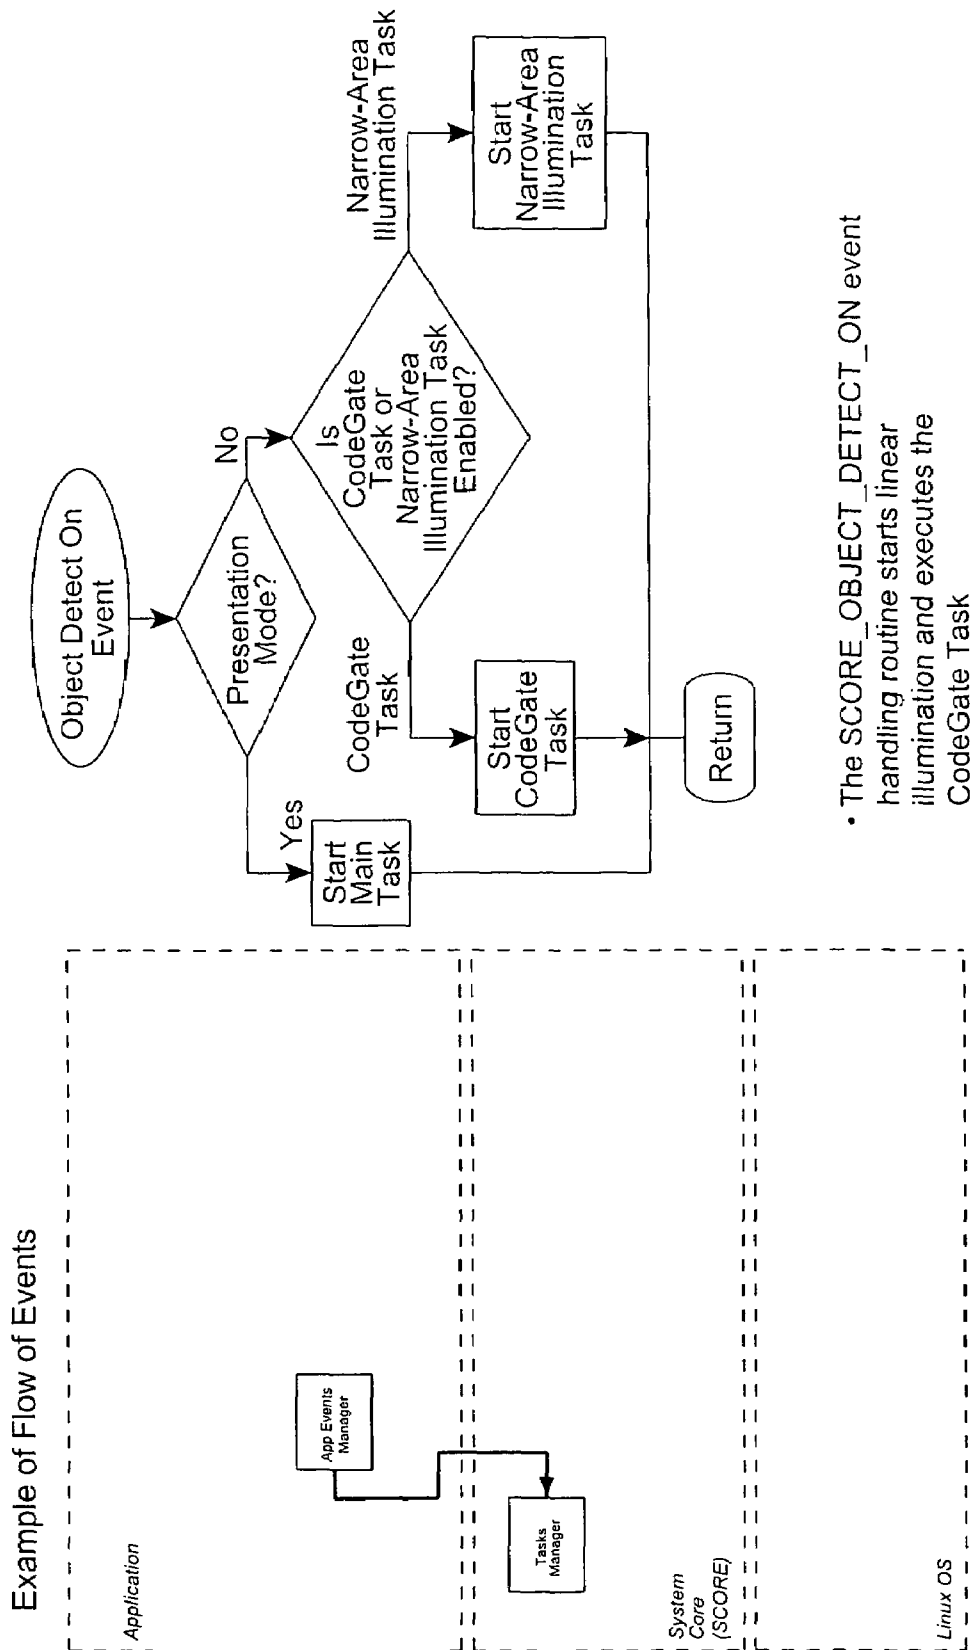 Example of Flow of Events
Application
App Events
Manager
Tasks
Manager
System
Core
(SCORE)
Linux OS
Object Detect On
Event
Presentation
Mode?
Yes
No
Start
Main
Task
Is
CodeGate
Task or
Narrow-Area
Illumination Task
Enabled?
CodeGate
Task
Narrow-Area
Illumination Task
Start
CodeGate
Task
Start
Narrow-Area
Illumination
Task
Return
• The SCORE_OBJECT_DETECT_ON event
handling routine starts linear
illumination and executes the
CodeGate Task